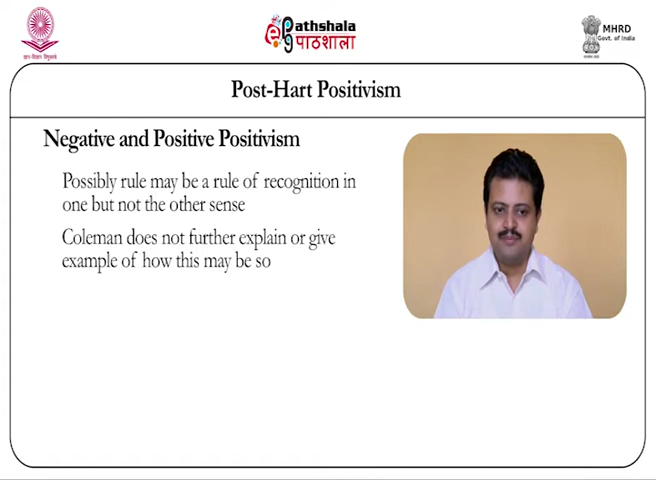 Pathshala
पाठशाला
MHRD
Govt. of India
Post-Hart Positivism
Negative and Positive Positivism
Possibly rule may be a rule of recognition in
one but not the other sense
Coleman does not further explain or give
example of how this may be so